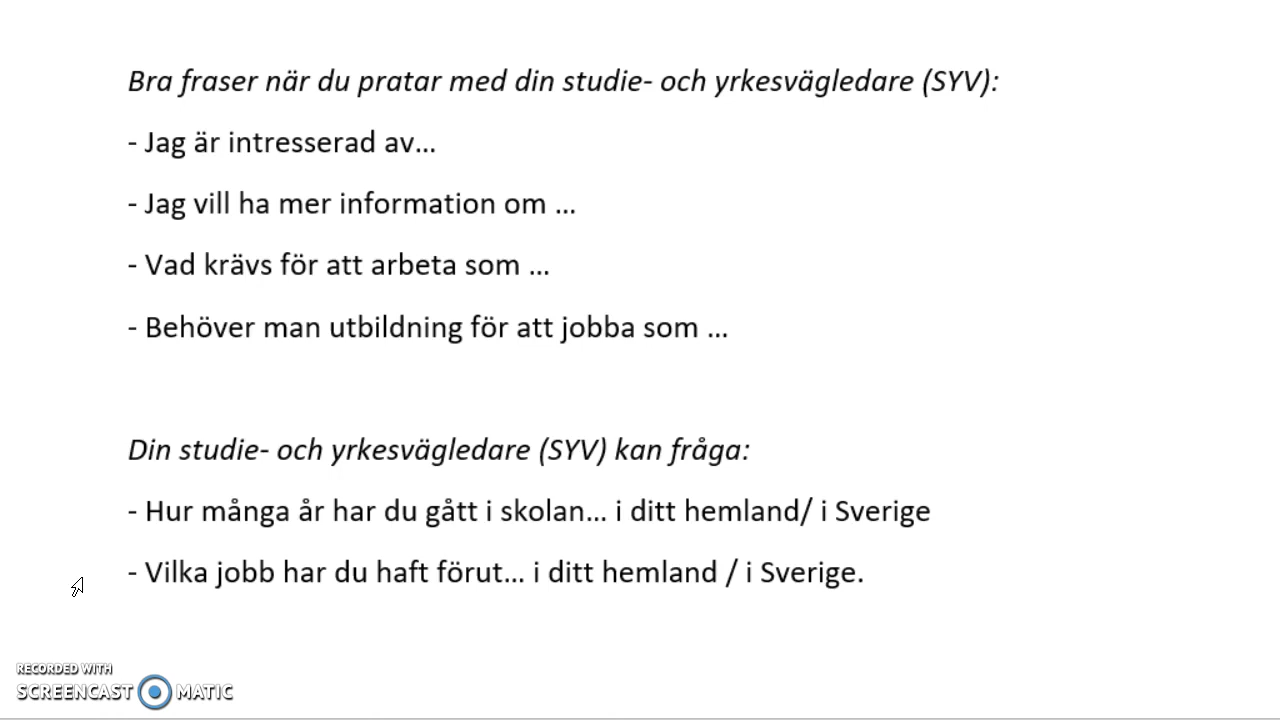 Bra fraser när du pratar med din studie- och yrkesvägledare (SYV):
- Jag är intresserad av...
- Jag vill ha mer information om ...
- Vad krävs för att arbeta som ...
- Behöver man utbildning för att jobba som ...
Din studie- och yrkesvägledare (SYV) kan fråga:
- Hur många år har du gått i skolan... i ditt hemland/ i Sverige
- Vilka jobb har du haft förut... i ditt hemland / i Sverige.
RECORDED WITH
SCREENCAST MATIC